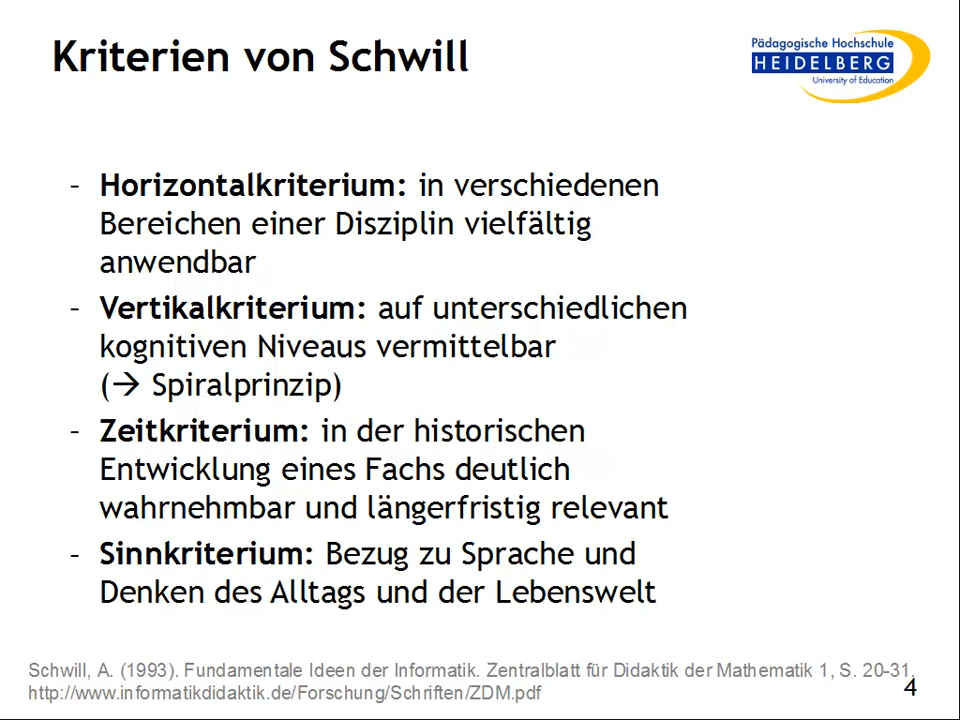 Kriterien von Schwill
Pädagogische Hochschule
HEIDELBERG
University of Education
- Horizontalkriterium: in verschiedenen
Bereichen einer Disziplin vielfältig
anwendbar
- Vertikalkriterium: auf unterschiedlichen
kognitiven Niveaus vermittelbar
(→ Spiralprinzip)
- Zeitkriterium: in der historischen
Entwicklung eines Fachs deutlich
wahrnehmbar und längerfristig relevant
- Sinnkriterium: Bezug zu Sprache und
Denken des Alltags und der Lebenswelt
Schwill, A. (1993). Fundamentale Ideen der Informatik. Zentralblatt für Didaktik der Mathematik 1, S. 20-31.
http://www.informatikdidaktik.de/Forschung/Schriften/ZDM.pdf
4